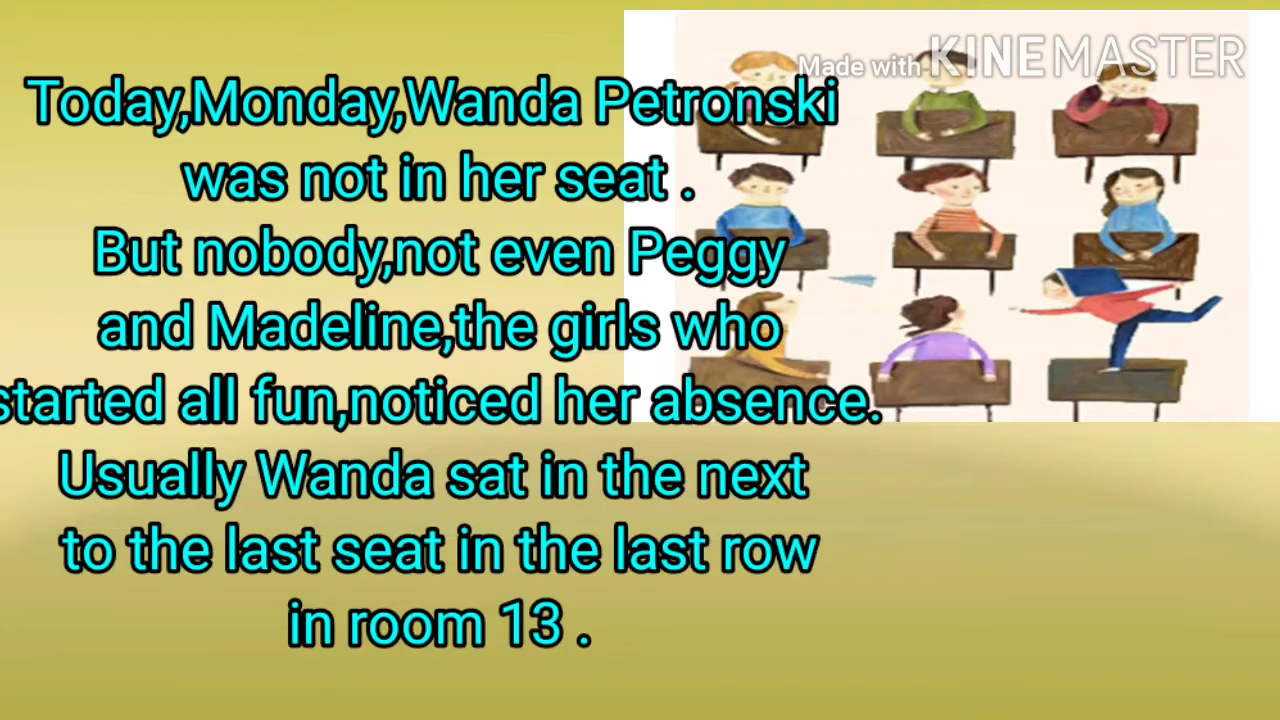 Made with KINEMASTER
Today,Monday,Wanda Petronski
was not in her seat .
But nobody,not even Peggy
and Madeline,the girls who
started all fun,noticed her absence.
Usually Wanda sat in the next
to the last seat in the last row
in room 13 .